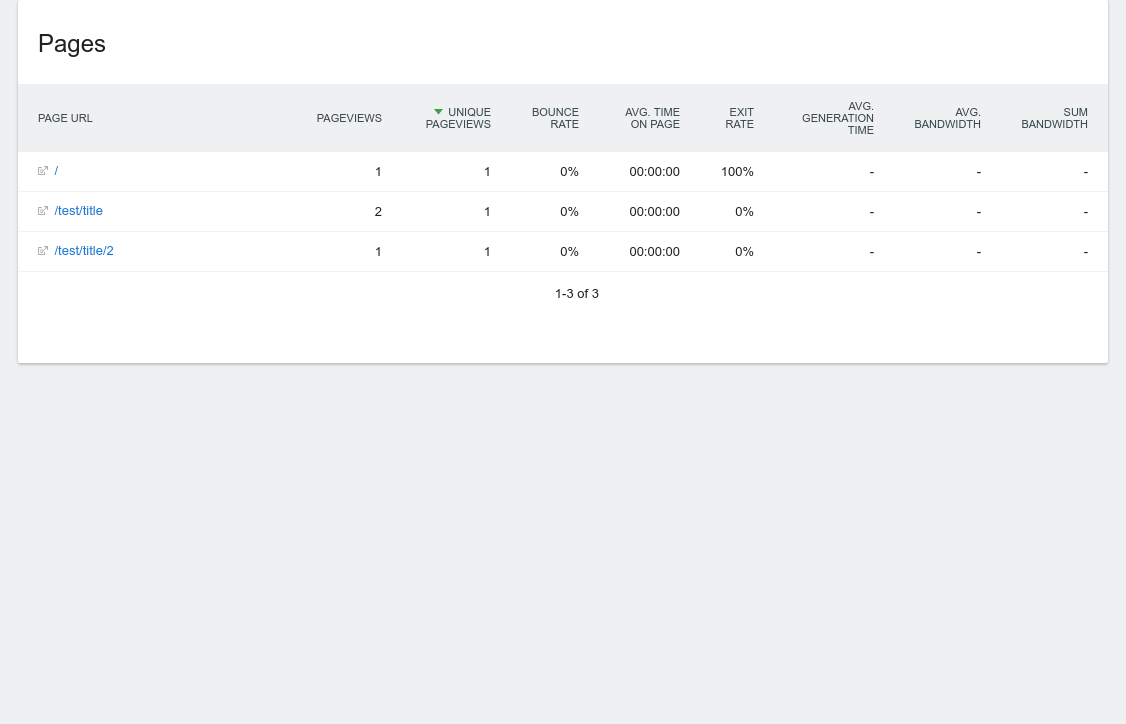 Pages
PAGE URL PAGEVIEWS UNIQUE PAGEVIEWS BOUNCE RATE AVG. TIME ON PAGE EXIT RATE AVG. GENERATION TIME AVG. BANDWIDTH SUM BANDWIDTH
/ 1 1 0% 00:00:00 100% - - -
/test/title 2 1 0% 00:00:00 0% - - -
/test/title/2 1 1 0% 00:00:00 0% - - -
1-3 of 3